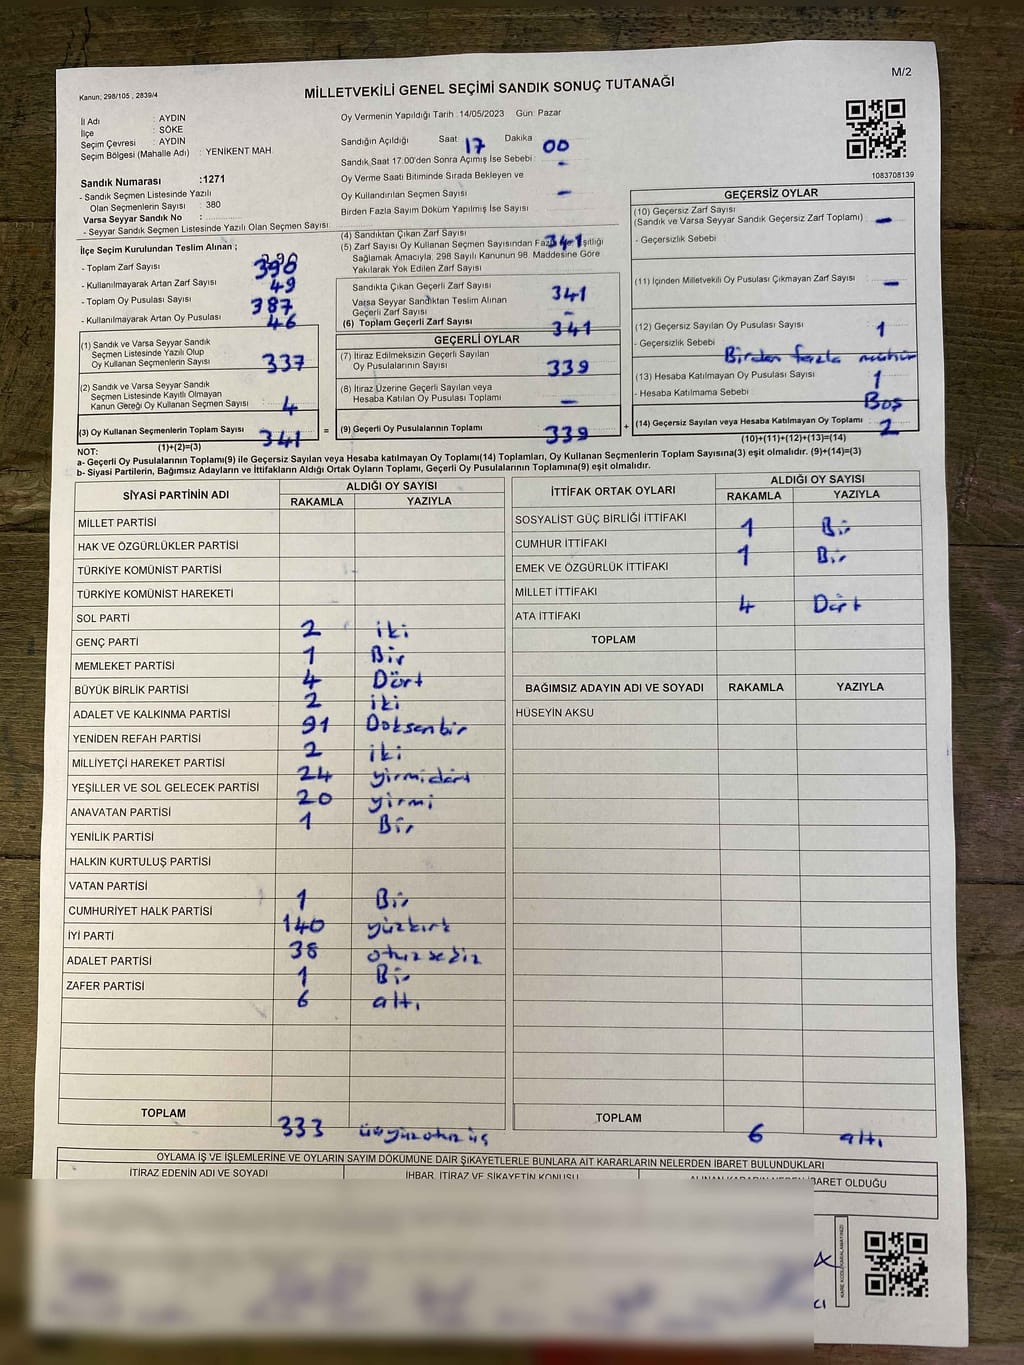 M/2
Kanun; 298/105 , 2839/4
MİLLETVEKİLİ GENEL SEÇİMİ SANDIK SONUÇ TUTANAĞI
İl Adı : AYDIN
İlçe : SÖKE
Seçim Çevresi : AYDIN
Seçim Bölgesi (Mahalle Adı) : YENİKENT MAH.
Sandık Numarası :1271
- Sandık Seçmen Listesinde Yazılı
Olan Seçmenlerin Sayısı : 380
Varsa Seyyar Sandık No :
- Seyyar Seçmen Listesinde Yazılı Olan Seçmen Sayısı:
Oy Vermenin Yapıldığı Tarih :14/05/2023 Gün: Pazar
Sandığın Açıldığı Saat: 17 Dakika: 00
Sandık Saat 17:00'den Sonra Açımış İse Sebebi : -
Oy Verme Saati Bitiminde Sırada Bekleyen ve
Oy Kullandırılan Seçmen Sayısı -
Birden Fazla Sayım Döküm Yapılmış İse Sayısı
1083708139
İlçe Seçim Kurulundan Teslim Alınan ;
- Toplam Zarf Sayısı 390
- Kullanılmayarak Artan Zarf Sayısı 49
- Toplam Oy Pusulası Sayısı 387
- Kullanılmayarak Artan Oy Pusulası 46
(1) Sandık ve Varsa Seyyar Sandık
Seçmen Listesinde Yazılı Olup
Oy Kullanan Seçmenlerin Sayısı 337
(2) Sandık ve Varsa Seyyar Sandık
Seçmen Listesinde Kayıtlı Olmayan
Kanun Gereği Oy Kullanan Seçmen Sayısı 4
(3) Oy Kullanan Seçmenlerin Toplam Sayısı 341
(1)+(2)=(3)
(4) Sandıktan Çıkan Zarf Sayısı 341
(5) Zarf Sayısı Oy Kullanan Seçmen Sayısından
Sağlamak Amacıyla, 298 Sayılı Kanunun 98. Maddesine Göre
Yakılarak Yok Edilen Zarf Sayısı
Sandıkta Çıkan Geçerli Zarf Sayısı 341
Varsa Seyyar Sandıktan Teslim Alınan
Geçerli Zarf Sayısı -
(6) Toplam Geçerli Zarf Sayısı 341
GEÇERLİ OYLAR
(7) İtiraz Edilmeksizin Geçerli Sayılan
Oy Pusulalarının Sayısı 339
(8) İtiraz Üzerine Geçerli Sayılan veya
Hesaba Katılan Oy Pusulası Toplamı -
= (9) Geçerli Oy Pusulalarının Toplamı 339 +
GEÇERSİZ OYLAR
(10) Geçersiz Zarf Sayısı
(Sandık ve Varsa Seyyar Sandık Geçersiz Zarf Toplamı) : -
- Geçersizlik Sebebi :
(11) İçinden Milletvekili Oy Pusulası Çıkmayan Zarf Sayısı : -
(12) Geçersiz Sayılan Oy Pusulası Sayısı : 1
- Geçersizlik Sebebi : Birden fazla mühür
(13) Hesaba Katılmayan Oy Pusulası Sayısı : 1
- Hesaba Katılmama Sebebi : Boş
(14) Geçersiz Sayılan veya Hesaba Katılmayan Oy Toplamı : 2
(10)+(11)+(12)+(13)=(14)
NOT:
a- Geçerli Oy Pusulalarının Toplamı(9) ile Geçersiz Sayılan veya Hesaba katılmayan Oy Toplamı(14) Toplamları, Oy Kullanan Seçmenlerin Toplam Sayısına(3) eşit olmalıdır. (9)+(14)=(3)
b- Siyasi Partilerin, Bağımsız Adayların ve İttifakların Aldığı Ortak Oyların Toplamı, Geçerli Oy Pusulalarının Toplamına(9) eşit olmalıdır.
SİYASİ PARTİNİN ADI ALDIĞI OY SAYISI
RAKAMLA YAZIYLA
MİLLET PARTİSİ
HAK VE ÖZGÜRLÜKLER PARTİSİ
TÜRKİYE KOMÜNİST PARTİSİ
TÜRKİYE KOMÜNİST HAREKETİ
SOL PARTİ 2 iki
GENÇ PARTİ 1 Bir
MEMLEKET PARTİSİ 4 Dört
BÜYÜK BİRLİK PARTİSİ 2 iki
ADALET VE KALKINMA PARTİSİ 91 Doksanbir
YENİDEN REFAH PARTİSİ 2 iki
MİLLİYETÇİ HAREKET PARTİSİ 24 yirmidört
YEŞİLLER VE SOL GELECEK PARTİSİ 20 yirmi
ANAVATAN PARTİSİ 1 Bir
YENİLİK PARTİSİ
HALKIN KURTULUŞ PARTİSİ
VATAN PARTİSİ 1 Bir
CUMHURİYET HALK PARTİSİ 140 yüzkırk
İYİ PARTİ 38 otuzsekiz
ADALET PARTİSİ 1 Bir
ZAFER PARTİSİ 6 altı
TOPLAM 333 üçyüzotuzüç
İTTİFAK ORTAK OYLARI ALDIĞI OY SAYISI
RAKAMLA YAZIYLA
SOSYALİST GÜÇ BİRLİĞİ İTTİFAKI 1 Bir
CUMHUR İTTİFAKI 1 Bir
EMEK VE ÖZGÜRLÜK İTTİFAKI
MİLLET İTTİFAKI 4 Dört
ATA İTTİFAKI
TOPLAM
BAĞIMSIZ ADAYIN ADI VE SOYADI RAKAMLA YAZIYLA
HÜSEYİN AKSU
TOPLAM 6 altı
OYLAMA İŞ VE İŞLEMLERİNE VE OYLARIN SAYIM DÖKÜMÜNE DAİR ŞİKAYETLERLE BUNLARA AİT KARARLARIN NELERDEN İBARET BULUNDUKLARI
İTİRAZ EDENİN ADI VE SOYADI İHBAR, İTİRAZ VE ŞİKAYETİN KONUSU ALINAN KARARIN NEDEN İBARET OLDUĞU